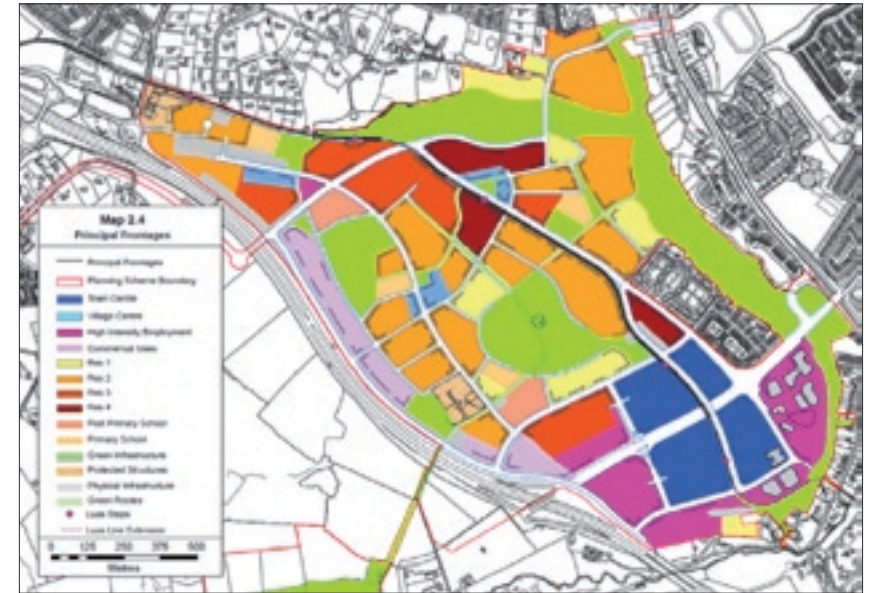 Map 2.4
Principal Frontages
Principal Frontages
Planning Scheme Boundary
Town Centre
Village Centre
High Intensity Employment
Commercial Uses
Res 1
Res 2
Res 3
Res 4
Post Primary School
Primary School
Green Infrastructure
Protected Structures
Physical Infrastructure
Green Routes
Luas Stops
Luas Line Extension
0 125 250 375 500
Meters